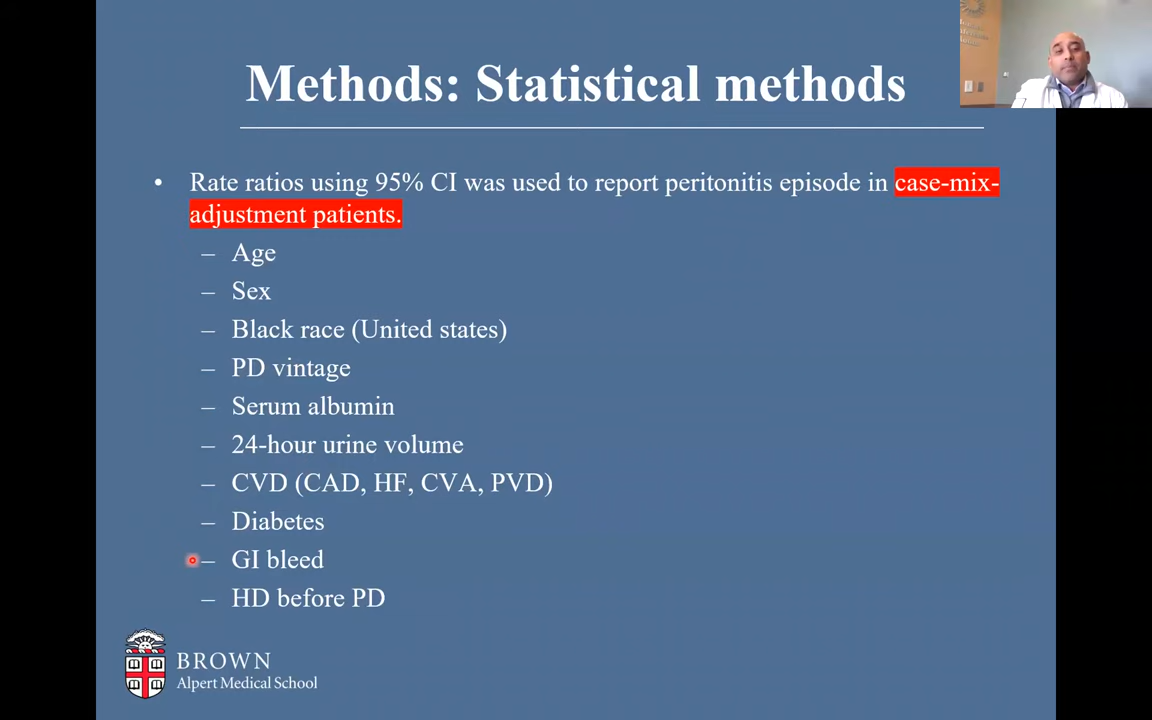 Methods: Statistical methods
• Rate ratios using 95% CI was used to report peritonitis episode in case-mix-
adjustment patients.
– Age
– Sex
– Black race (United states)
– PD vintage
– Serum albumin
– 24-hour urine volume
– CVD (CAD, HF, CVA, PVD)
– Diabetes
– GI bleed
– HD before PD
BROWN
Alpert Medical School